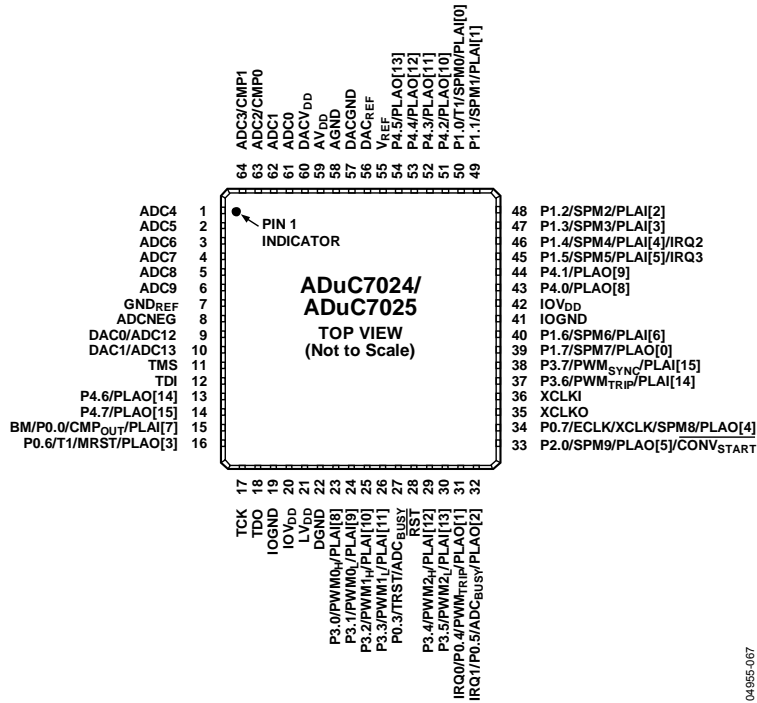 64 ADC3/CMP1
63 ADC2/CMP0
62 ADC1
61 ADC0
60 DACVDD
59 AVDD
58 AGND
57 DACGND
56 DACREF
55 VREF
54 P4.5/PLAO[13]
53 P4.4/PLAO[12]
52 P4.3/PLAO[11]
51 P4.2/PLAO[10]
50 P1.0/T1/SPM0/PLAI[0]
49 P1.1/SPM1/PLAI[1]
ADC4 1
ADC5 2
ADC6 3
ADC7 4
ADC8 5
ADC9 6
GNDREF 7
ADCNEG 8
DAC0/ADC12 9
DAC1/ADC13 10
TMS 11
TDI 12
P4.6/PLAO[14] 13
P4.7/PLAO[15] 14
BM/P0.0/CMPOUT/PLAI[7] 15
P0.6/T1/MRST/PLAO[3] 16
PIN 1
INDICATOR
ADuC7024/
ADuC7025
TOP VIEW
(Not to Scale)
48 P1.2/SPM2/PLAI[2]
47 P1.3/SPM3/PLAI[3]
46 P1.4/SPM4/PLAI[4]/IRQ2
45 P1.5/SPM5/PLAI[5]/IRQ3
44 P4.1/PLAO[9]
43 P4.0/PLAO[8]
42 IOVDD
41 IOGND
40 P1.6/SPM6/PLAI[6]
39 P1.7/SPM7/PLAO[0]
38 P3.7/PWMSYNC/PLAI[15]
37 P3.6/PWMTRIP/PLAI[14]
36 XCLKI
35 XCLKO
34 P0.7/ECLK/XCLK/SPM8/PLAO[4]
33 P2.0/SPM9/PLAO[5]/CONVSTART
TCK 17
TDO 18
IOGND 19
IOVDD 20
LVDD 21
DGND 22
P3.0/PWM0H/PLAI[8] 23
P3.1/PWM0L/PLAI[9] 24
P3.2/PWM1H/PLAI[10] 25
P3.3/PWM1L/PLAI[11] 26
P0.3/TRST/ADCBUSY 27
RST 28
P3.4/PWM2H/PLAI[12] 29
P3.5/PWM2L/PLAI[13] 30
IRQ0/P0.4/PWMTRIP/PLAO[1] 31
IRQ1/P0.5/ADCBUSY/PLAO[2] 32
04955-067